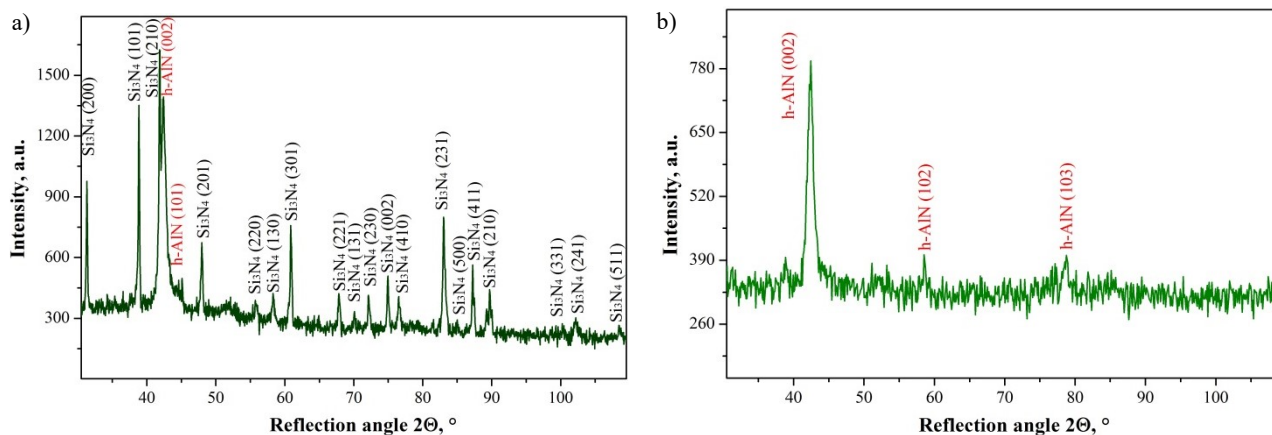 a)
Intensity, a.u.
1500
1200
900
600
300
Si₃N₄ (200)
Si₃N₄ (101)
Si₃N₄ (210)
h-AlN (002)
h-AlN (101)
Si₃N₄ (201)
Si₃N₄ (220)
Si₃N₄ (130)
Si₃N₄ (301)
Si₃N₄ (221)
Si₃N₄ (131)
Si₃N₄ (230)
Si₃N₄ (002)
Si₃N₄ (410)
Si₃N₄ (231)
Si₃N₄ (500)
Si₃N₄ (411)
Si₃N₄ (210)
Si₃N₄ (331)
Si₃N₄ (241)
Si₃N₄ (511)
40 50 60 70 80 90 100
Reflection angle 2Θ, °
b)
Intensity, a.u.
780
650
520
390
260
h-AlN (002)
h-AlN (102)
h-AlN (103)
40 50 60 70 80 90 100
Reflection angle 2Θ, °